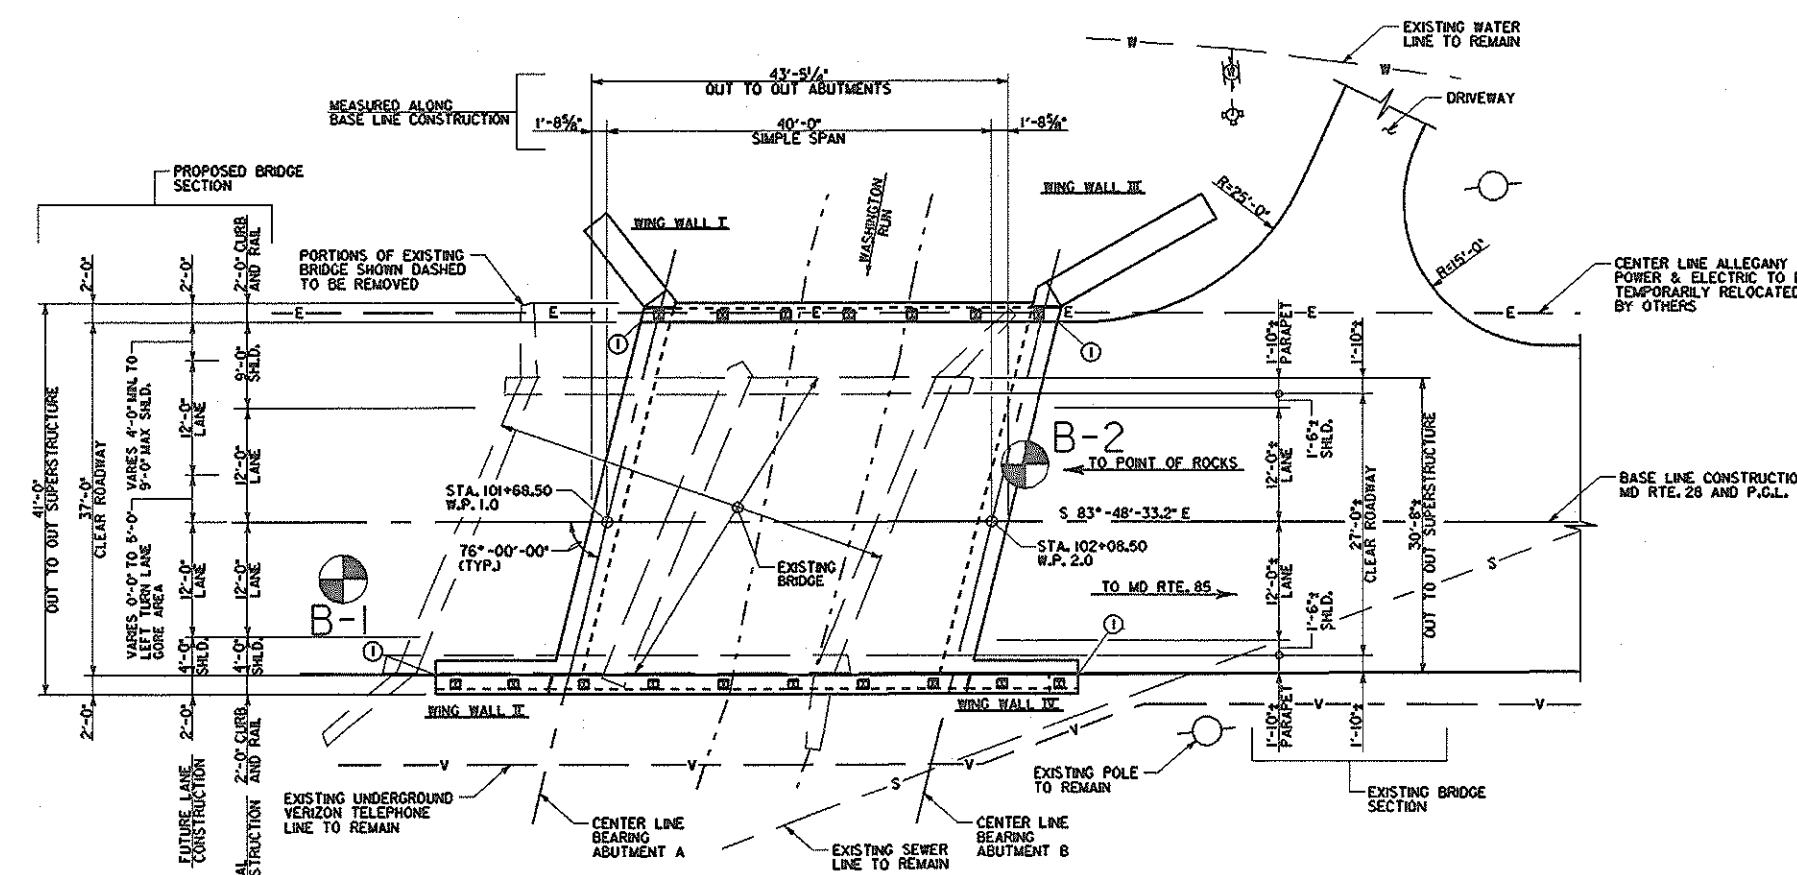 EXISTING WATER
LINE TO REMAIN
W
W
W
DRIVEWAY
43'-5¼"
OUT TO OUT ABUTMENTS
MEASURED ALONG
BASE LINE CONSTRUCTION
1'-8⅝"
40'-0"
SIMPLE SPAN
1'-8⅝"
PROPOSED BRIDGE
SECTION
WING WALL I
WASHINGTON
RUN
WING WALL III
R=25'-0"
R=15'-0"
PORTIONS OF EXISTING
BRIDGE SHOWN DASHED
TO BE REMOVED
CENTER LINE ALLEGANY
POWER & ELECTRIC TO
TEMPORARILY RELOCATED
BY OTHERS
E
E
E
E
E
E
1
1
2'-0"
2'-0"
2'-0" CURB
AND RAIL
41'-0"
OUT TO OUT SUPERSTRUCTURE
37'-0"
CLEAR ROADWAY
VARIES 4'-0" MIN. TO
9'-0" MAX SHLD.
9'-0"
SHLD.
12'-0"
LANE
12'-0"
LANE
VARIES 0'-0" TO 5'-0"
LEFT TURN LANE
GORE AREA
12'-0"
LANE
12'-0"
LANE
4'-0"
SHLD.
4'-0"
SHLD.
2'-0"
2'-0"
2'-0" CURB
AND RAIL
FUTURE LANE
CONSTRUCTION
STA. 101+68.50
W.P. 1.0
76°-00'-00"
(TYP.)
EXISTING
BRIDGE
B-1
B-2
TO POINT OF ROCKS
S 83°-48'-33.2" E
STA. 102+08.50
W.P. 2.0
TO MD RTE. 85
1'-10"±
PARAPET
1'-10"±
1'-6"±
SHLD.
12'-0"±
LANE
12'-0"±
LANE
1'-6"±
SHLD.
27'-0"±
CLEAR ROADWAY
30'-8"±
OUT TO OUT SUPERSTRUCTURE
1'-10"±
PARAPET
1'-10"±
BASE LINE CONSTRUCTIO
MD RTE. 28 AND P.G.L.
S
1
1
WING WALL II
WING WALL IV
V
V
V
V
V
V
S
EXISTING UNDERGROUND
VERIZON TELEPHONE
LINE TO REMAIN
CENTER LINE
BEARING
ABUTMENT A
EXISTING SEWER
LINE TO REMAIN
CENTER LINE
BEARING
ABUTMENT B
EXISTING POLE
TO REMAIN
EXISTING BRIDGE
SECTION